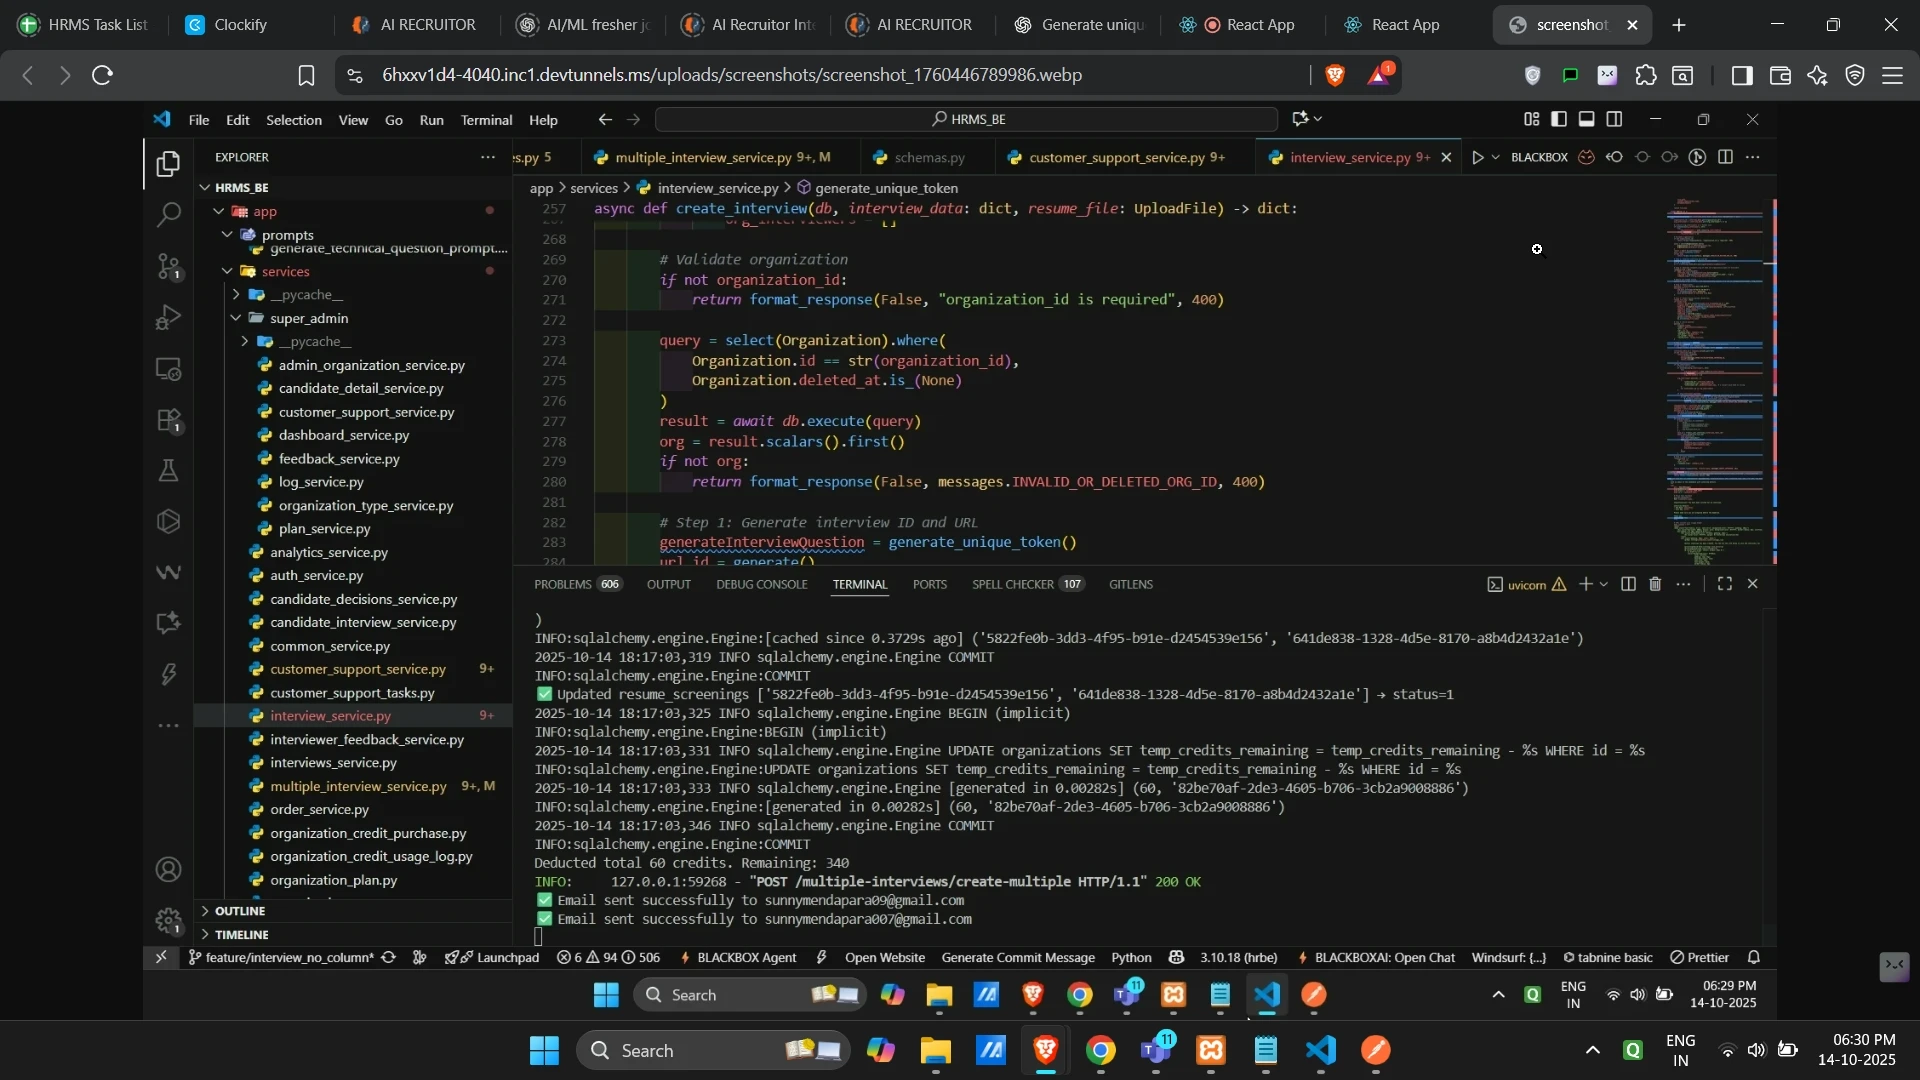 HRMS Task List
Clockify
AI RECRUITOR
AI/ML fresher jo
AI Recruitor Inte
AI RECRUITOR
Generate uniqu
React App
React App
screenshot
6hxxv1d4-4040.inc1.devtunnels.ms/uploads/screenshots/screenshot_1760446789986.webp
1
File Edit Selection View Go Run Terminal Help
HRMS_BE
EXPLORER
es.py 5
multiple_interview_service.py 9+, M
schemas.py
customer_support_service.py 9+
interview_service.py 9+
BLACKBOX
HRMS_BE
app
prompts
generate_technical_question_prompt....
services
__pycache__
super_admin
__pycache__
admin_organization_service.py
candidate_detail_service.py
customer_support_service.py
dashboard_service.py
feedback_service.py
log_service.py
organization_type_service.py
plan_service.py
analytics_service.py
auth_service.py
candidate_decisions_service.py
candidate_interview_service.py
common_service.py
customer_support_service.py 9+
customer_support_tasks.py
interview_service.py 9+
interviewer_feedback_service.py
interviews_service.py
multiple_interview_service.py 9+, M
order_service.py
organization_credit_purchase.py
organization_credit_usage_log.py
organization_plan.py
OUTLINE
TIMELINE
1
1
1
app > services > interview_service.py > generate_unique_token
257 async def create_interview(db, interview_data: dict, resume_file: UploadFile) -> dict:
org_interviewers = []
268
269 # Validate organization
270 if not organization_id:
271 return format_response(False, "organization_id is required", 400)
272
273 query = select(Organization).where(
274 Organization.id == str(organization_id),
275 Organization.deleted_at.is_(None)
276 )
277 result = await db.execute(query)
278 org = result.scalars().first()
279 if not org:
280 return format_response(False, messages.INVALID_OR_DELETED_ORG_ID, 400)
281
282 # Step 1: Generate interview ID and URL
283 generateInterviewQuestion = generate_unique_token()
284 url_id = generate()
PROBLEMS 606 OUTPUT DEBUG CONSOLE TERMINAL PORTS SPELL CHECKER 107 GITLENS
uvicorn
)
INFO:sqlalchemy.engine.Engine:[cached since 0.3729s ago] ('5822fe0b-3dd3-4f95-b91e-d2454539e156', '641de838-1328-4d5e-8170-a8b4d2432a1e')
2025-10-14 18:17:03,319 INFO sqlalchemy.engine.Engine COMMIT
INFO:sqlalchemy.engine.Engine:COMMIT
✅ Updated resume_screenings ['5822fe0b-3dd3-4f95-b91e-d2454539e156', '641de838-1328-4d5e-8170-a8b4d2432a1e'] → status=1
2025-10-14 18:17:03,325 INFO sqlalchemy.engine.Engine BEGIN (implicit)
INFO:sqlalchemy.engine.Engine:BEGIN (implicit)
2025-10-14 18:17:03,331 INFO sqlalchemy.engine.Engine UPDATE organizations SET temp_credits_remaining = temp_credits_remaining - %s WHERE id = %s
INFO:sqlalchemy.engine.Engine:UPDATE organizations SET temp_credits_remaining = temp_credits_remaining - %s WHERE id = %s
2025-10-14 18:17:03,333 INFO sqlalchemy.engine.Engine [generated in 0.00282s] (60, '82be70af-2de3-4605-b706-3cb2a9008886')
INFO:sqlalchemy.engine.Engine:[generated in 0.00282s] (60, '82be70af-2de3-4605-b706-3cb2a9008886')
2025-10-14 18:17:03,346 INFO sqlalchemy.engine.Engine COMMIT
INFO:sqlalchemy.engine.Engine:COMMIT
Deducted total 60 credits. Remaining: 340
INFO: 127.0.0.1:59268 - "POST /multiple-interviews/create-multiple HTTP/1.1" 200 OK
✅ Email sent successfully to sunnymendapara09@gmail.com
✅ Email sent successfully to sunnymendapara007@gmail.com
feature/interview_no_column* Launchpad 6 94 506 BLACKBOX Agent Open Website Generate Commit Message Python 3.10.18 (hrbe) BLACKBOXAI: Open Chat Windsurf: {...} tabnine basic Prettier
Search 11 ENG IN 06:29 PM 14-10-2025
Search 11 ENG IN 06:30 PM 14-10-2025